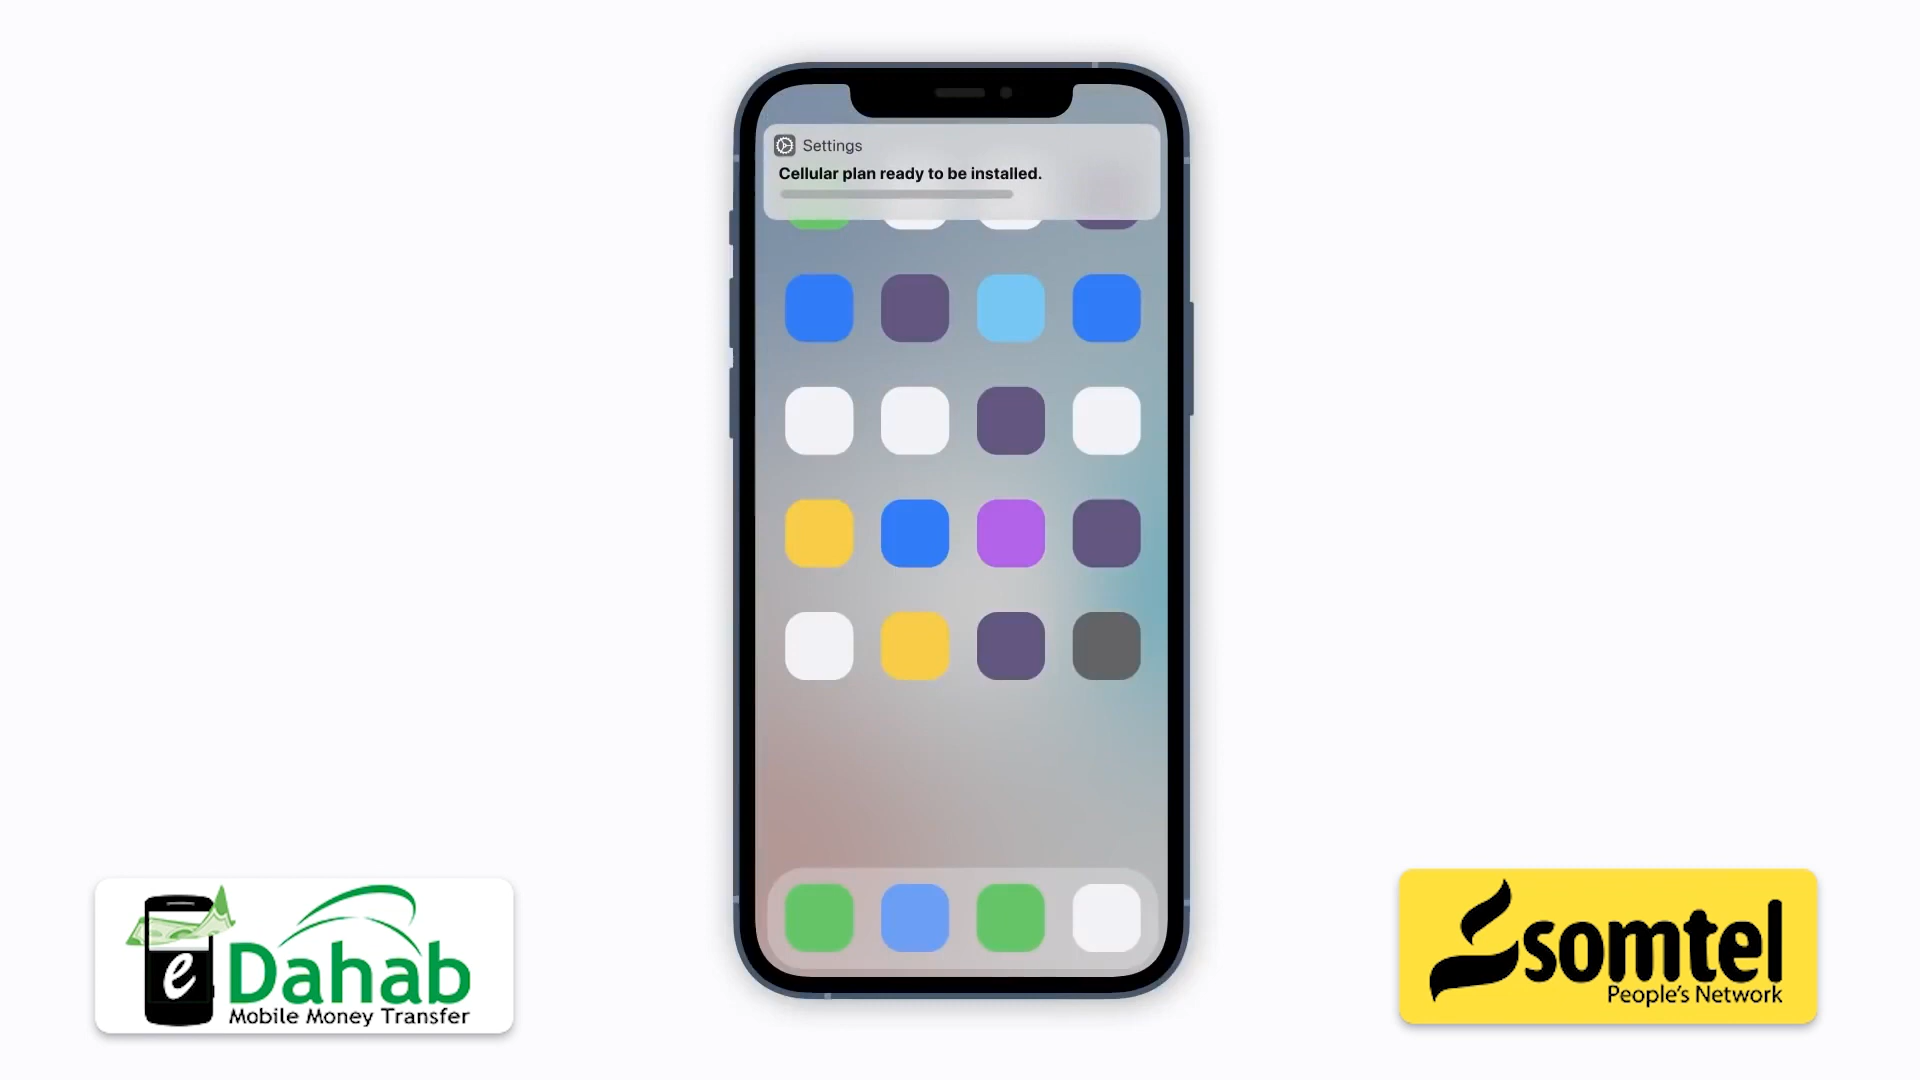 Settings
Cellular plan ready to be installed.
e
Dahab
Mobile Money Transfer
somtel
People's Network